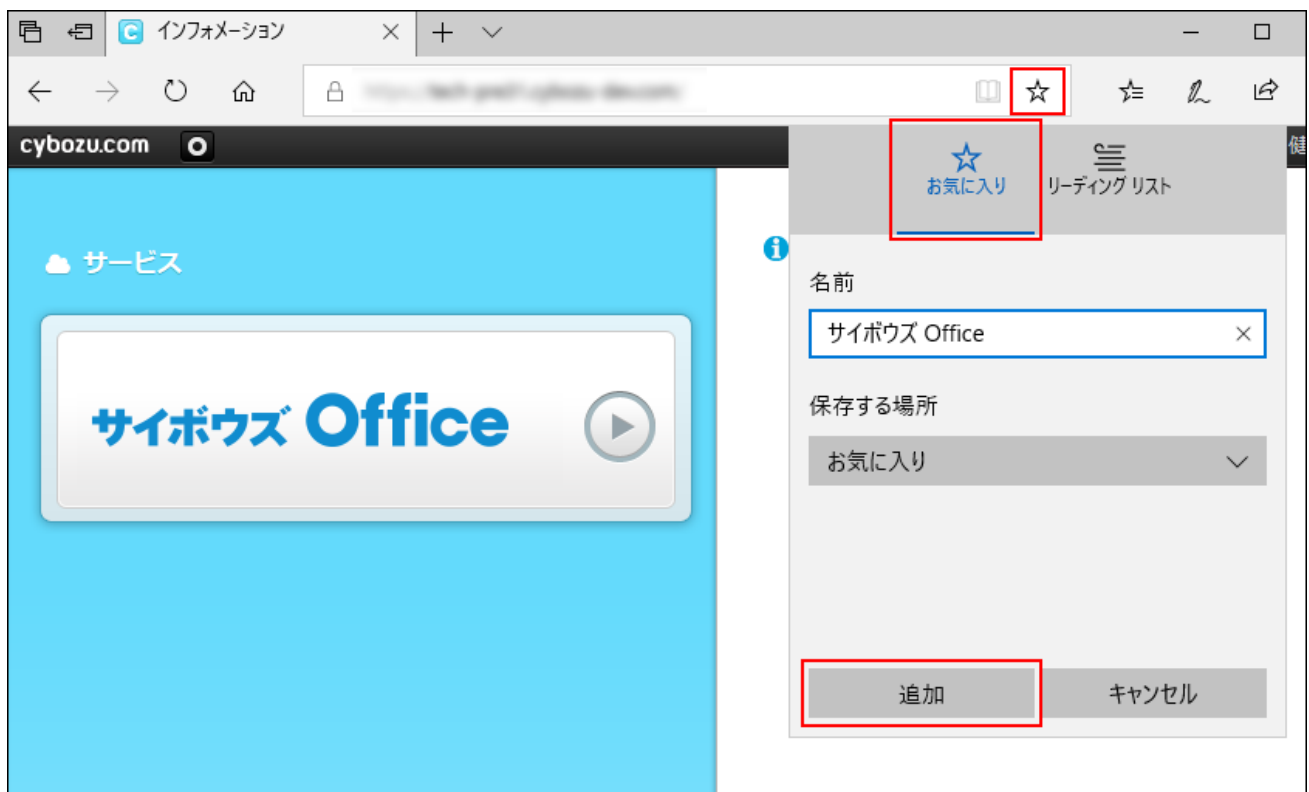 インフォメーション
cybozu.com
健
お気に入り
リーディング リスト
サービス
名前
サイボウズ Office
サイボウズ Office
保存する場所
お気に入り
追加
キャンセル